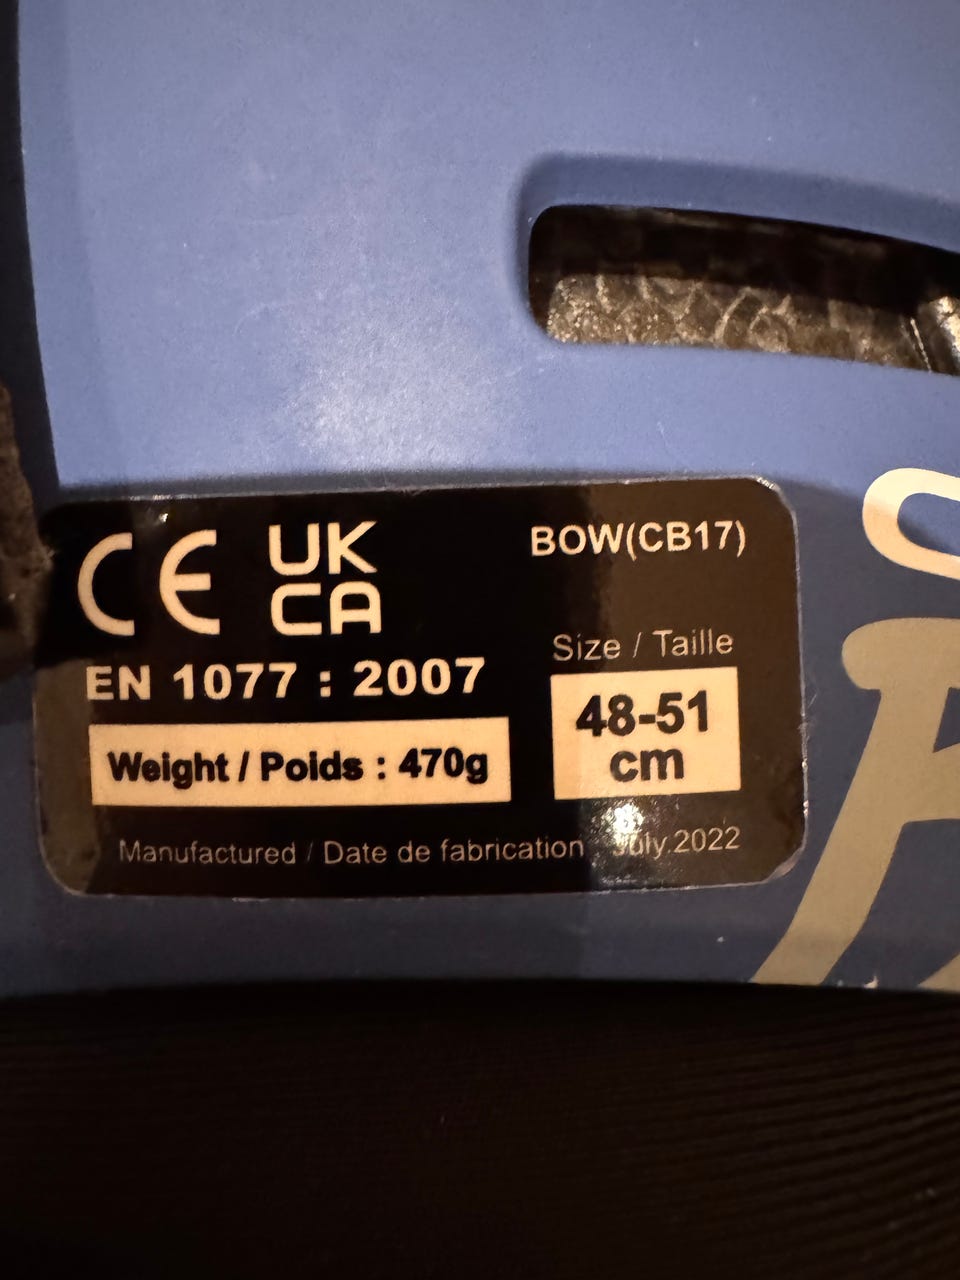 CE UK CA
BOW(CB17)
EN 1077 : 2007
Size / Taille
48-51
cm
Weight / Poids : 470g
Manufactured / Date de fabrication July.2022